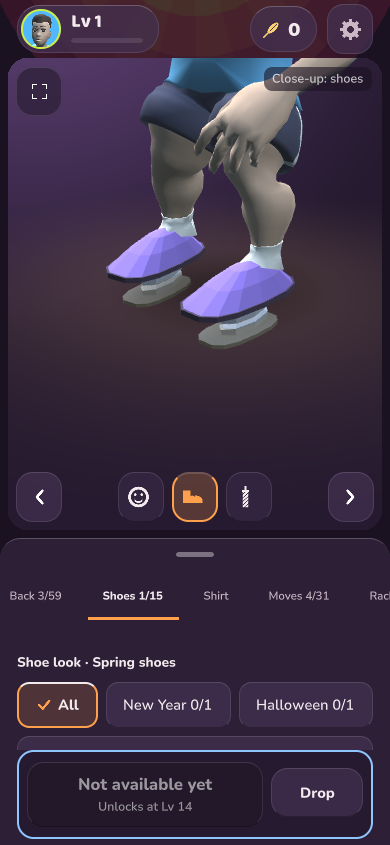 Lv 1
0
Close-up: shoes
Back 3/59
Shoes 1/15
Shirt
Moves 4/31
Shoe look · Spring shoes
All
New Year 0/1
Halloween 0/1
Not available yet
Unlocks at Lv 14
Drop